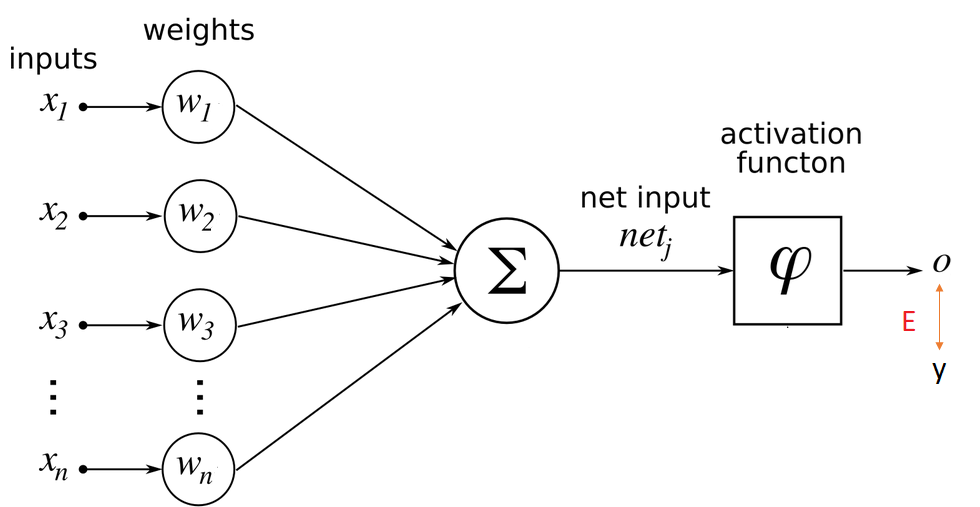 weights
inputs
x1
w1
x2
w2
x3
w3
⋮ ⋮
xn
wn
Σ
net input
netj
activation
functon
φ
o
E
y